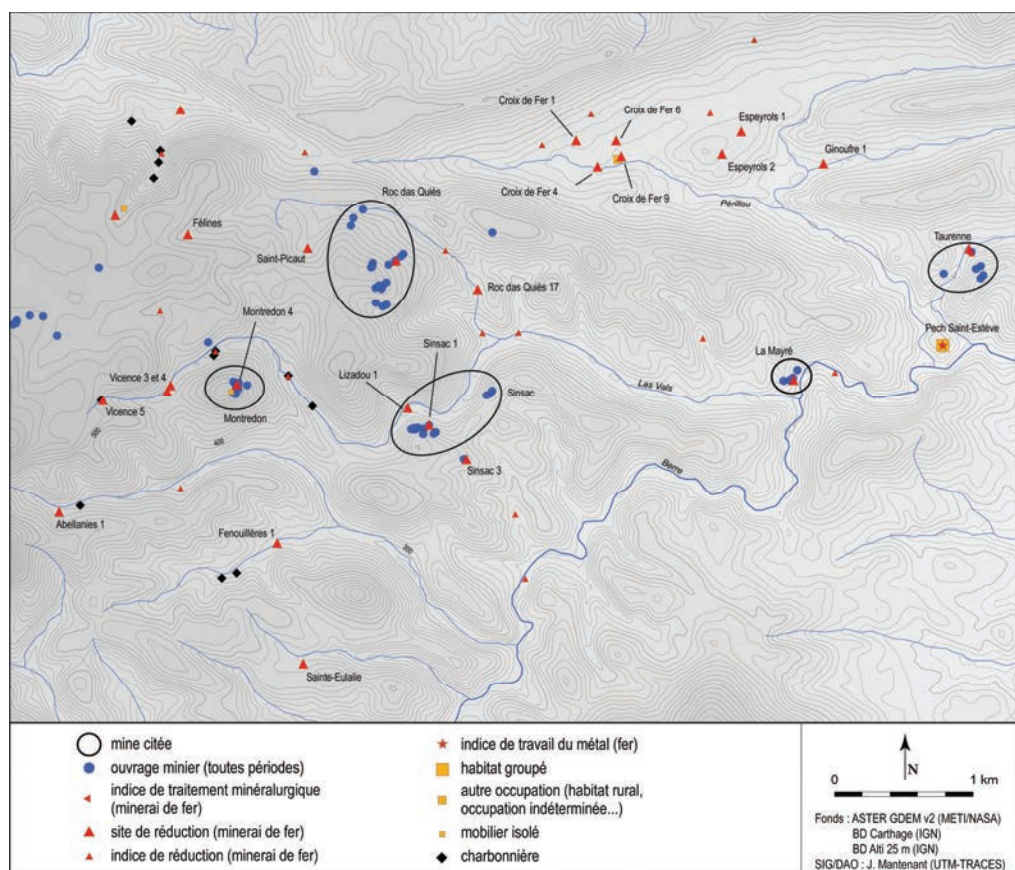 Croix de Fer 1
Croix de Fer 6
Espeyrols 1
Espeyrols 2
Ginoufre 1
Croix de Fer 4
Croix de Fer 9
Roc das Quiés
Périllou
Félines
Saint-Picaut
Taurenne
Roc das Quiés 17
Montredon 4
Pech Saint-Estève
Sinsac 1
La Mayré
Lizadou 1
Vicence 3 et 4
Las Vals
Sinsac
Vicence 5
Montredon
300
400
Sinsac 3
Berre
Abellanies 1
Fenouillères 1
300
Sainte-Eulalie
mine citée
ouvrage minier (toutes périodes)
indice de traitement minéralurgique
(minerai de fer)
site de réduction (minerai de fer)
indice de réduction (minerai de fer)
indice de travail du métal (fer)
habitat groupé
autre occupation (habitat rural,
occupation indéterminée...)
mobilier isolé
charbonnière
N
0 1 km
Fonds : ASTER GDEM v2 (METI/NASA)
BD Carthage (IGN)
BD Alti 25 m (IGN)
SIG/DAO : J. Mantenant (UTM-TRACES)